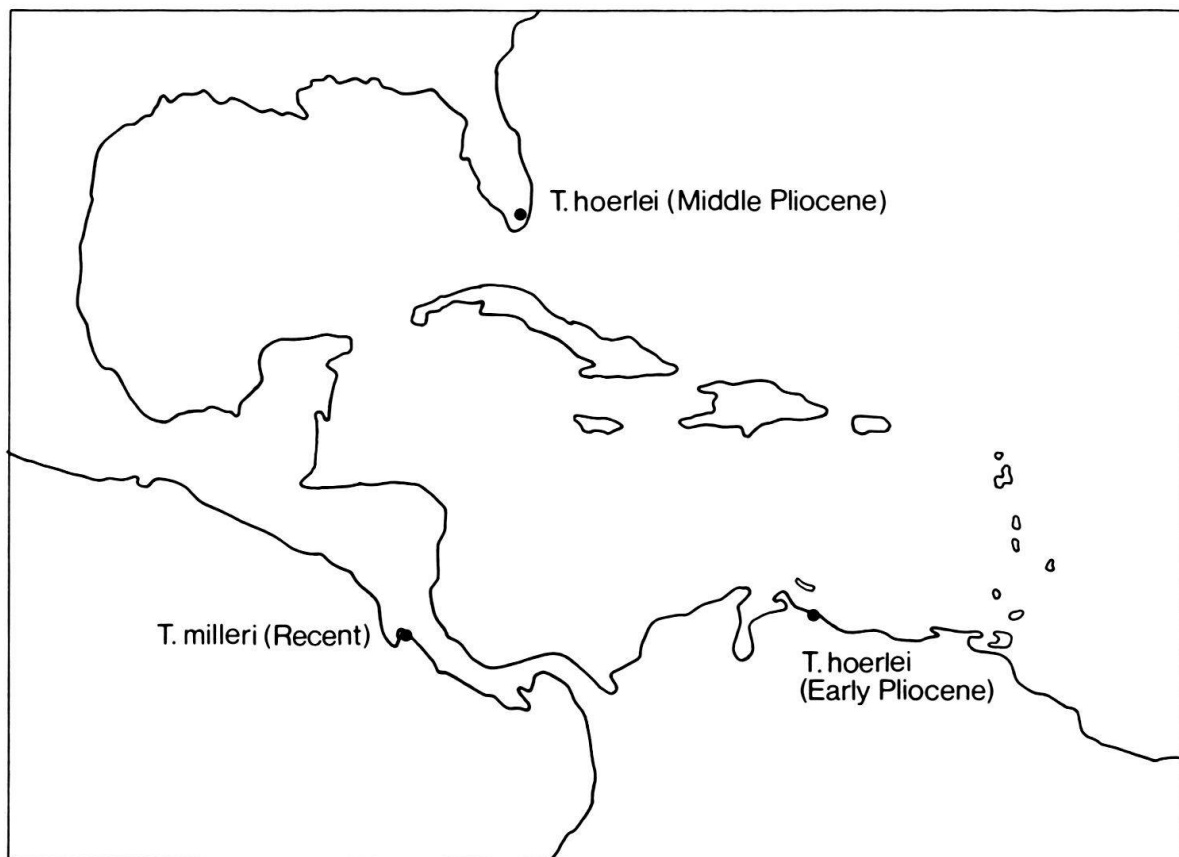 T. hoerlei (Middle Pliocene)
T. milleri (Recent)
T. hoerlei
(Early Pliocene)